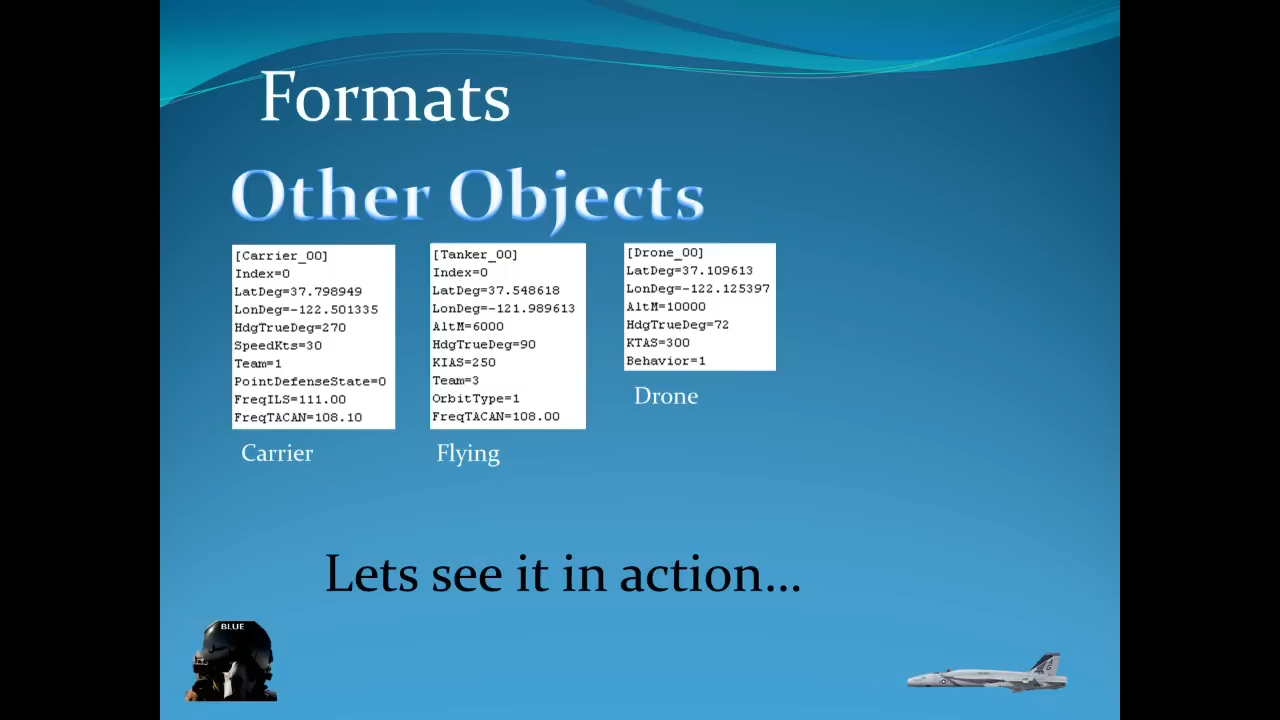 Formats
Other Objects
[Carrier_00]
Index=0
LatDeg=37.798949
LonDeg=-122.501335
HdgTrueDeg=270
SpeedKts=30
Team=1
PointDefenseState=0
FreqILS=111.00
FreqTACAN=108.10
Carrier
[Tanker_00]
Index=0
LatDeg=37.548618
LonDeg=-121.989613
AltM=6000
HdgTrueDeg=90
KIAS=250
Team=3
OrbitType=1
FreqTACAN=108.00
Flying
[Drone_00]
LatDeg=37.109613
LonDeg=-122.125397
AltM=10000
HdgTrueDeg=72
KTAS=300
Behavior=1
Drone
Lets see it in action...
BLUE